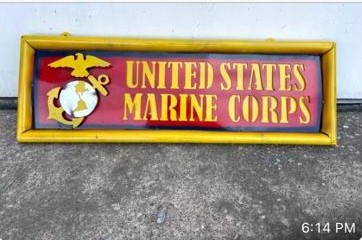 UNITED STATES
MARINE CORPS
6:14 PM